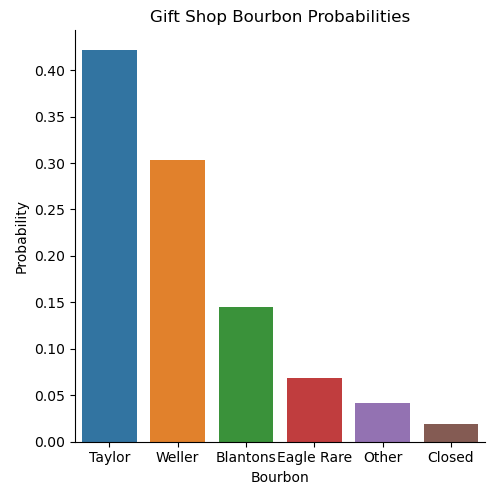 Gift Shop Bourbon Probabilities
0.40
0.35
0.30
0.25
0.20
0.15
0.10
0.05
0.00
Probability
Taylor Weller Blantons Eagle Rare Other Closed
Bourbon